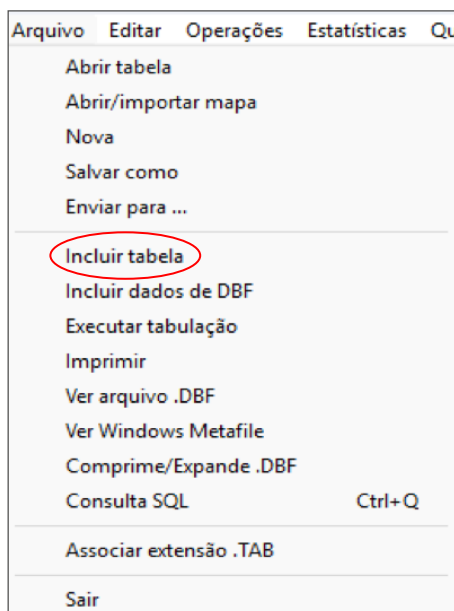 Arquivo Editar Operações Estatísticas Qu
Abrir tabela
Abrir/importar mapa
Nova
Salvar como
Enviar para ...
Incluir tabela
Incluir dados de DBF
Executar tabulação
Imprimir
Ver arquivo .DBF
Ver Windows Metafile
Comprime/Expande .DBF
Consulta SQL Ctrl+Q
Associar extensão .TAB
Sair